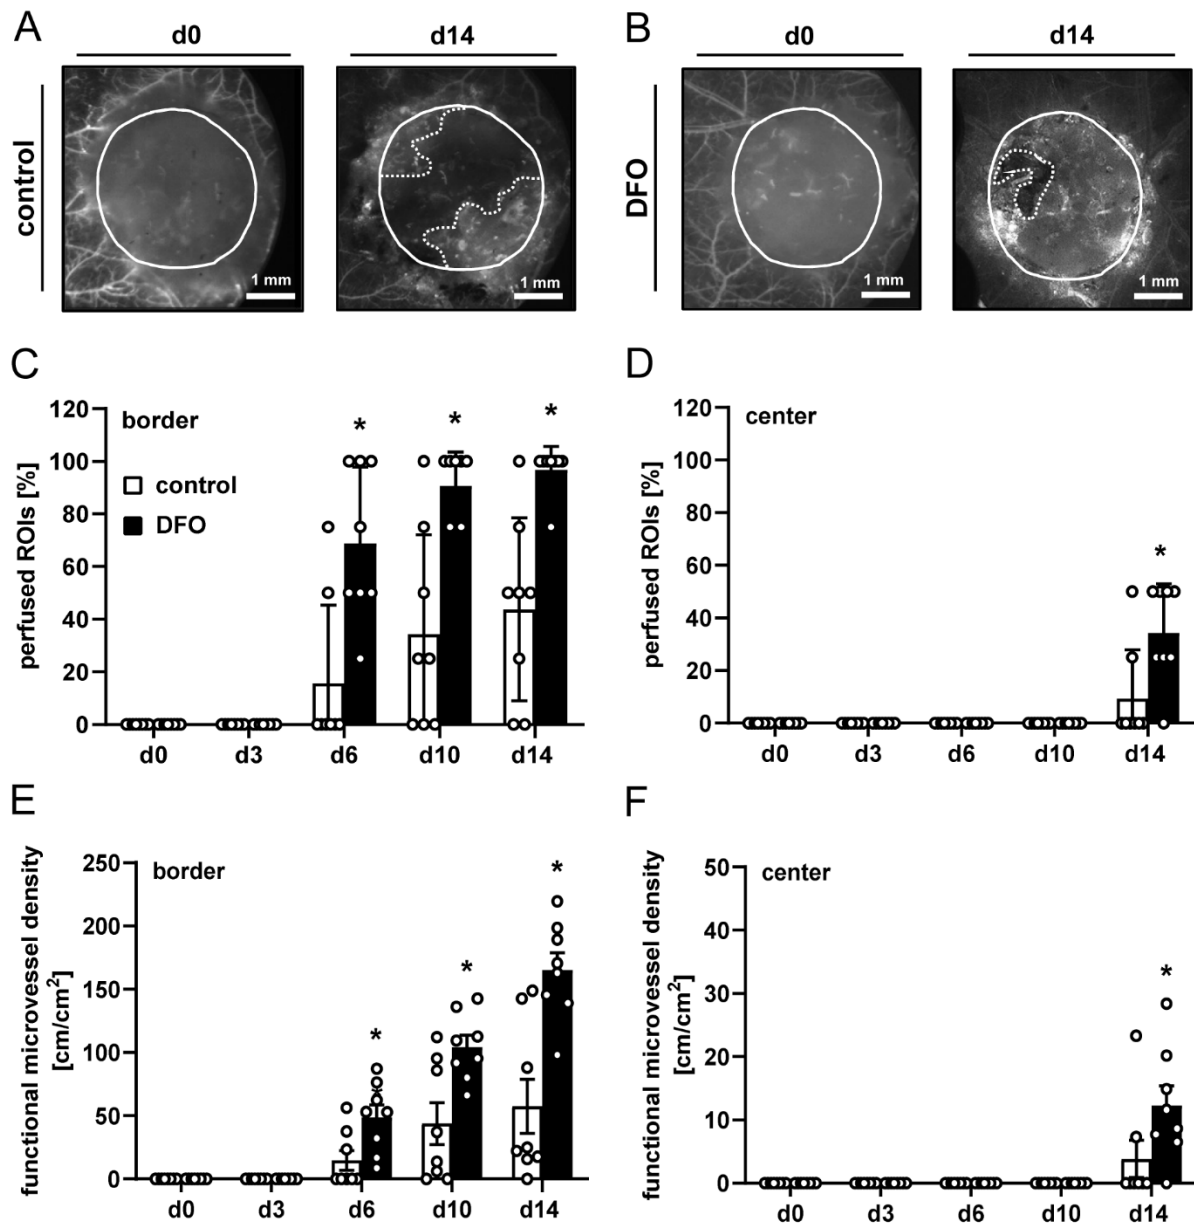 A
B
d0
d14
d0
d14
control
DFO
1 mm
1 mm
1 mm
1 mm
C
D
perfused ROIs [%]
120
100
80
60
40
20
0
border
control
DFO
*
*
*
d0
d3
d6
d10
d14
perfused ROIs [%]
120
100
80
60
40
20
0
center
*
d0
d3
d6
d10
d14
E
F
functional microvessel density
[cm/cm²]
250
200
150
100
50
0
border
*
*
*
d0
d3
d6
d10
d14
functional microvessel density
[cm/cm²]
50
40
30
20
10
0
center
*
d0
d3
d6
d10
d14